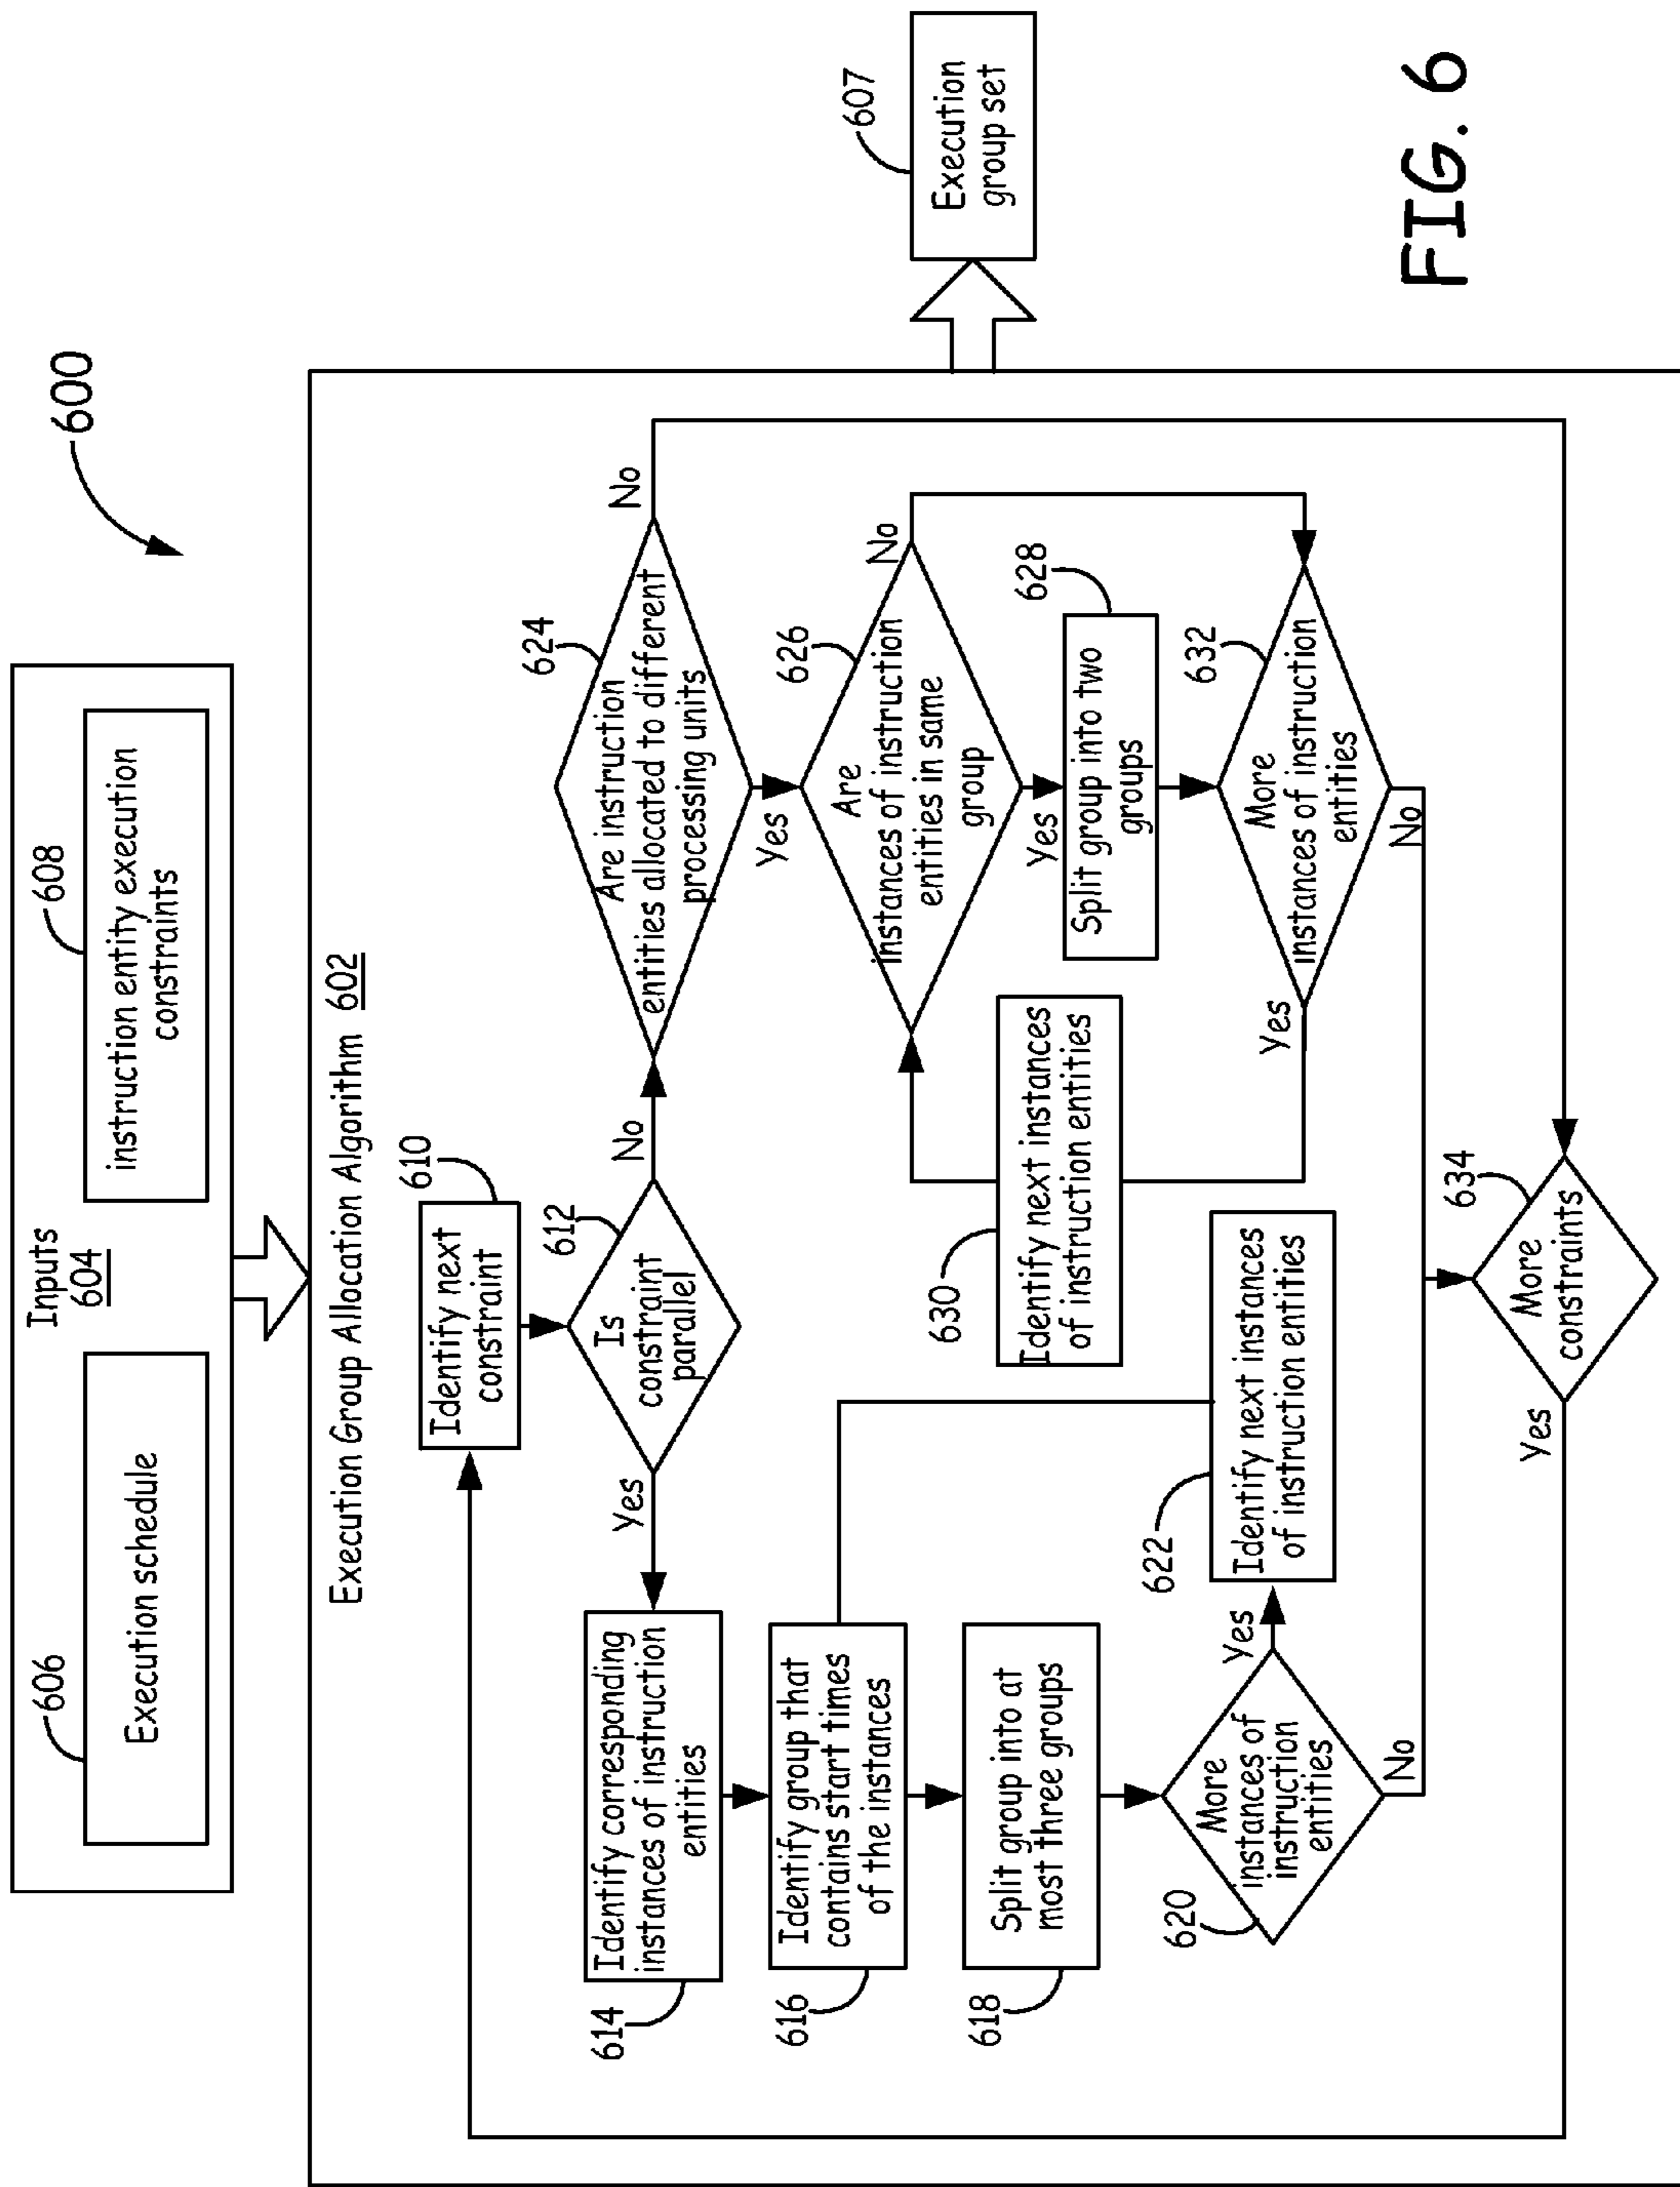 600
Inputs
604
606
Execution schedule
608
instruction entity execution
constraints
Execution Group Allocation Algorithm 602
610
Identify next
constraint
612
Is
constraint
parallel
Yes
No
614
Identify corresponding
instances of instruction
entities
616
Identify group that
contains start times
of the instances
618
Split group into at
most three groups
620
More
instances of
instruction
entities
Yes
No
622
Identify next instances
of instruction entities
624
Are instruction
entities allocated to different
processing units
No
Yes
626
Are
instances of instruction
entities in same
group
No
Yes
628
Split group into two
groups
630
Identify next instances
of instruction entities
632
More
instances of instruction
entities
Yes
No
634
More
constraints
Yes
607
Execution
group set
FIG. 6